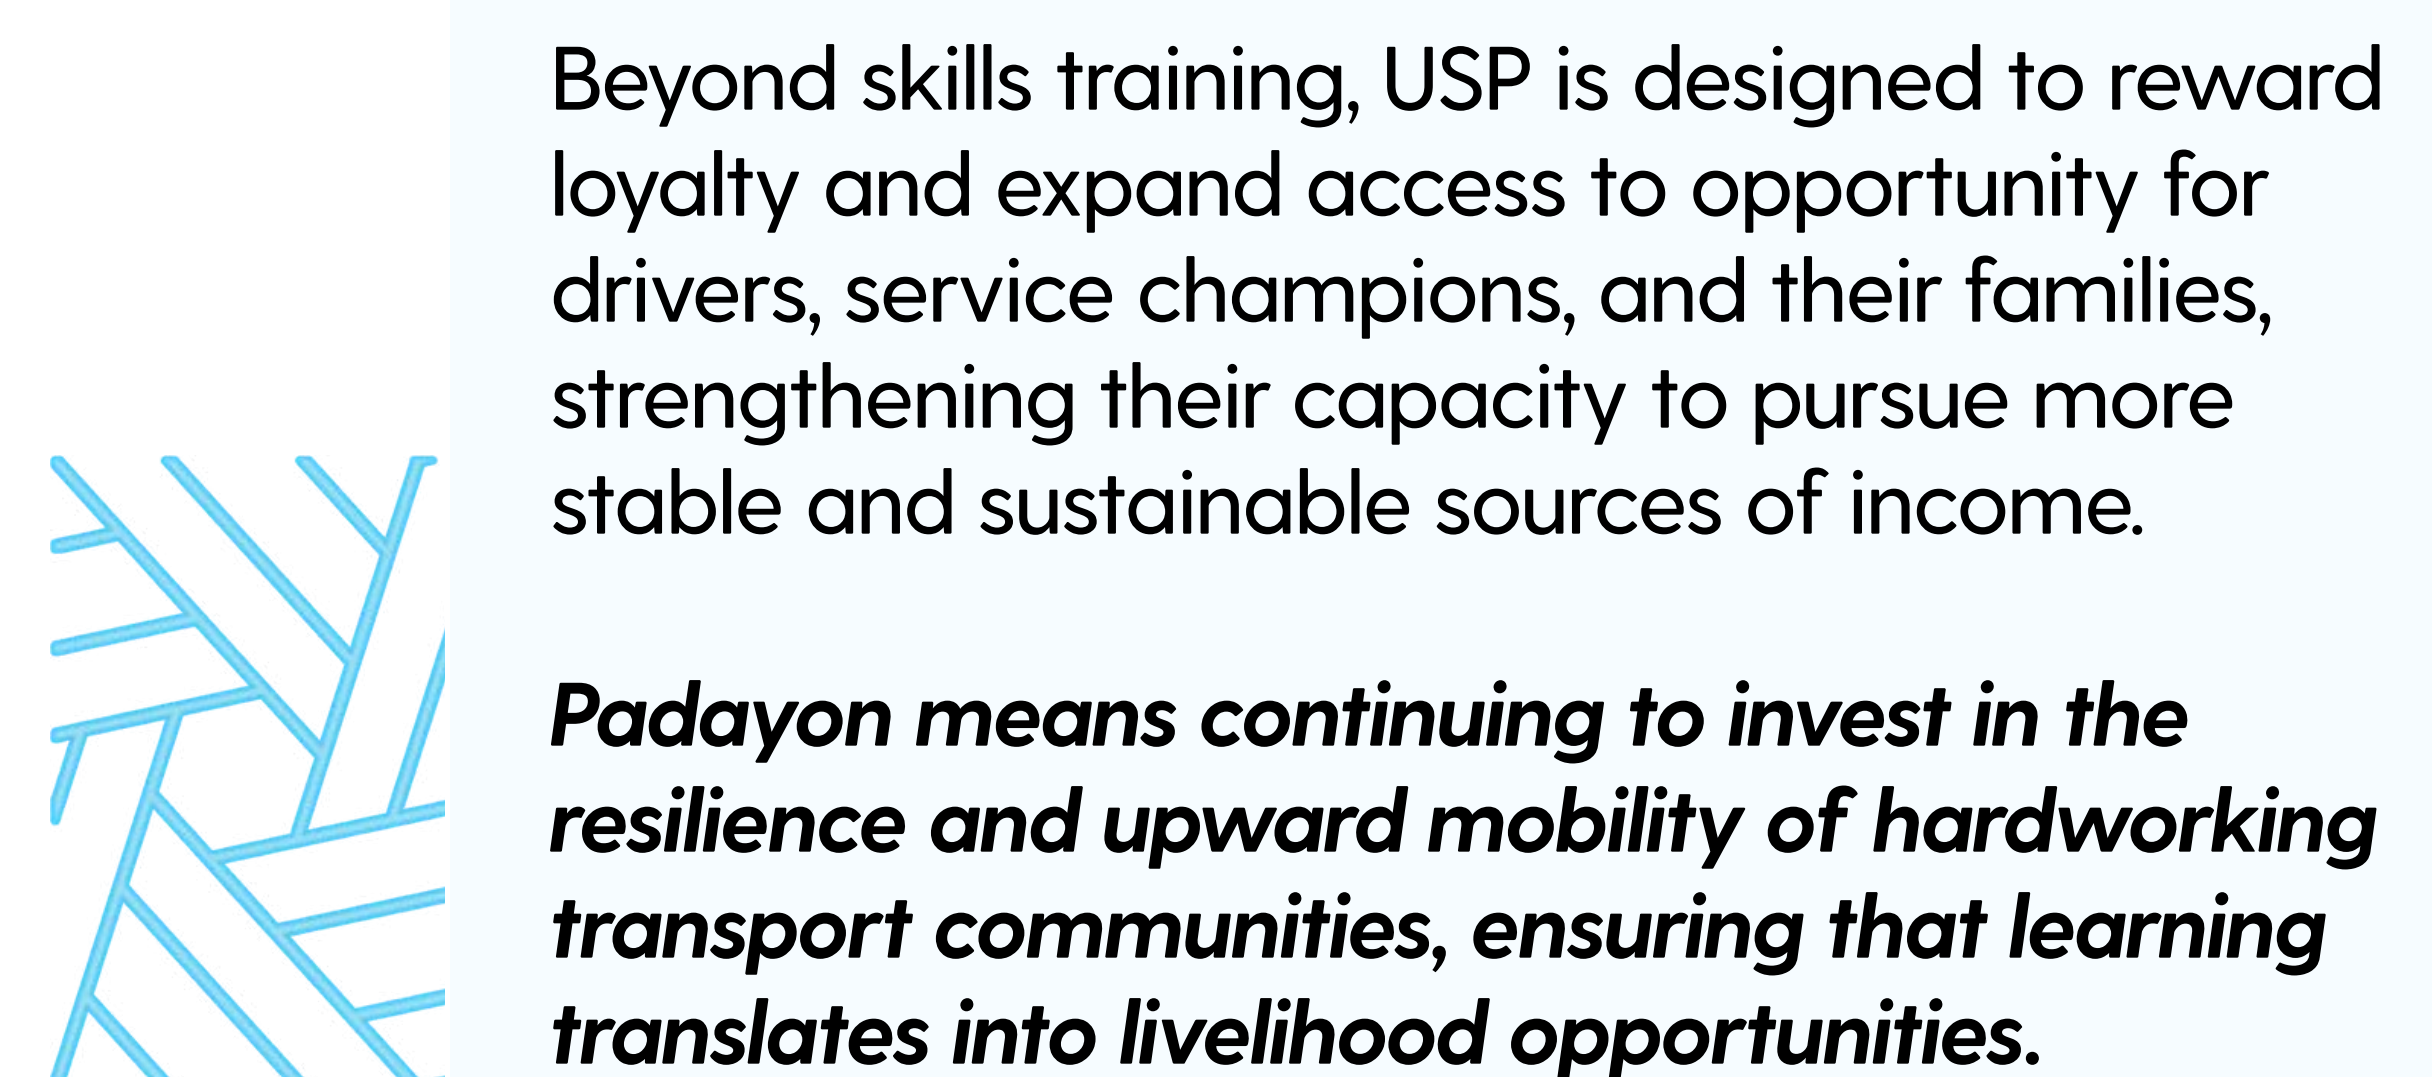 Beyond skills training, USP is designed to reward
loyalty and expand access to opportunity for
drivers, service champions, and their families,
strengthening their capacity to pursue more
stable and sustainable sources of income.
Padayon means continuing to invest in the
resilience and upward mobility of hardworking
transport communities, ensuring that learning
translates into livelihood opportunities.